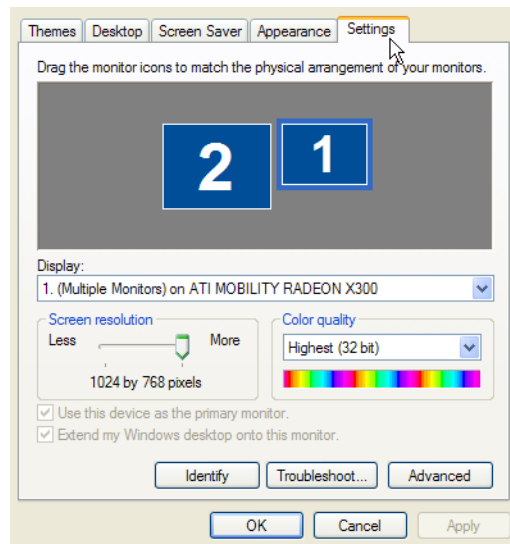 Themes Desktop Screen Saver Appearance Settings
Drag the monitor icons to match the physical arrangement of your monitors.
2 1
Display:
1. (Multiple Monitors) on ATI MOBILITY RADEON X300
Screen resolution Color quality
Less More Highest (32 bit)
1024 by 768 pixels
Use this device as the primary monitor.
Extend my Windows desktop onto this monitor.
Identify Troubleshoot... Advanced
OK Cancel Apply